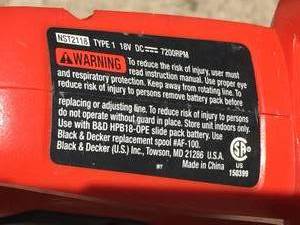 NST2118 TYPE 1 18V DC 7200RPM
WARNING To reduce the risk of injury, user must
read instruction manual. Use proper eye
and respiratory protection. Keep away from rotating line. To
reduce risk of injury to persons remove battery pack before
replacing or adjusting line. To reduce the risk of injury,
do not operate without guard in place. Store unit indoors only.
Use with B&D HPB18-OPE slide pack battery. Use
Black & Decker replacement spool #AF-100.
Black & Decker (U.S.) Inc., Towson, MD 21286 U.S.A.
Made in China
US
150399